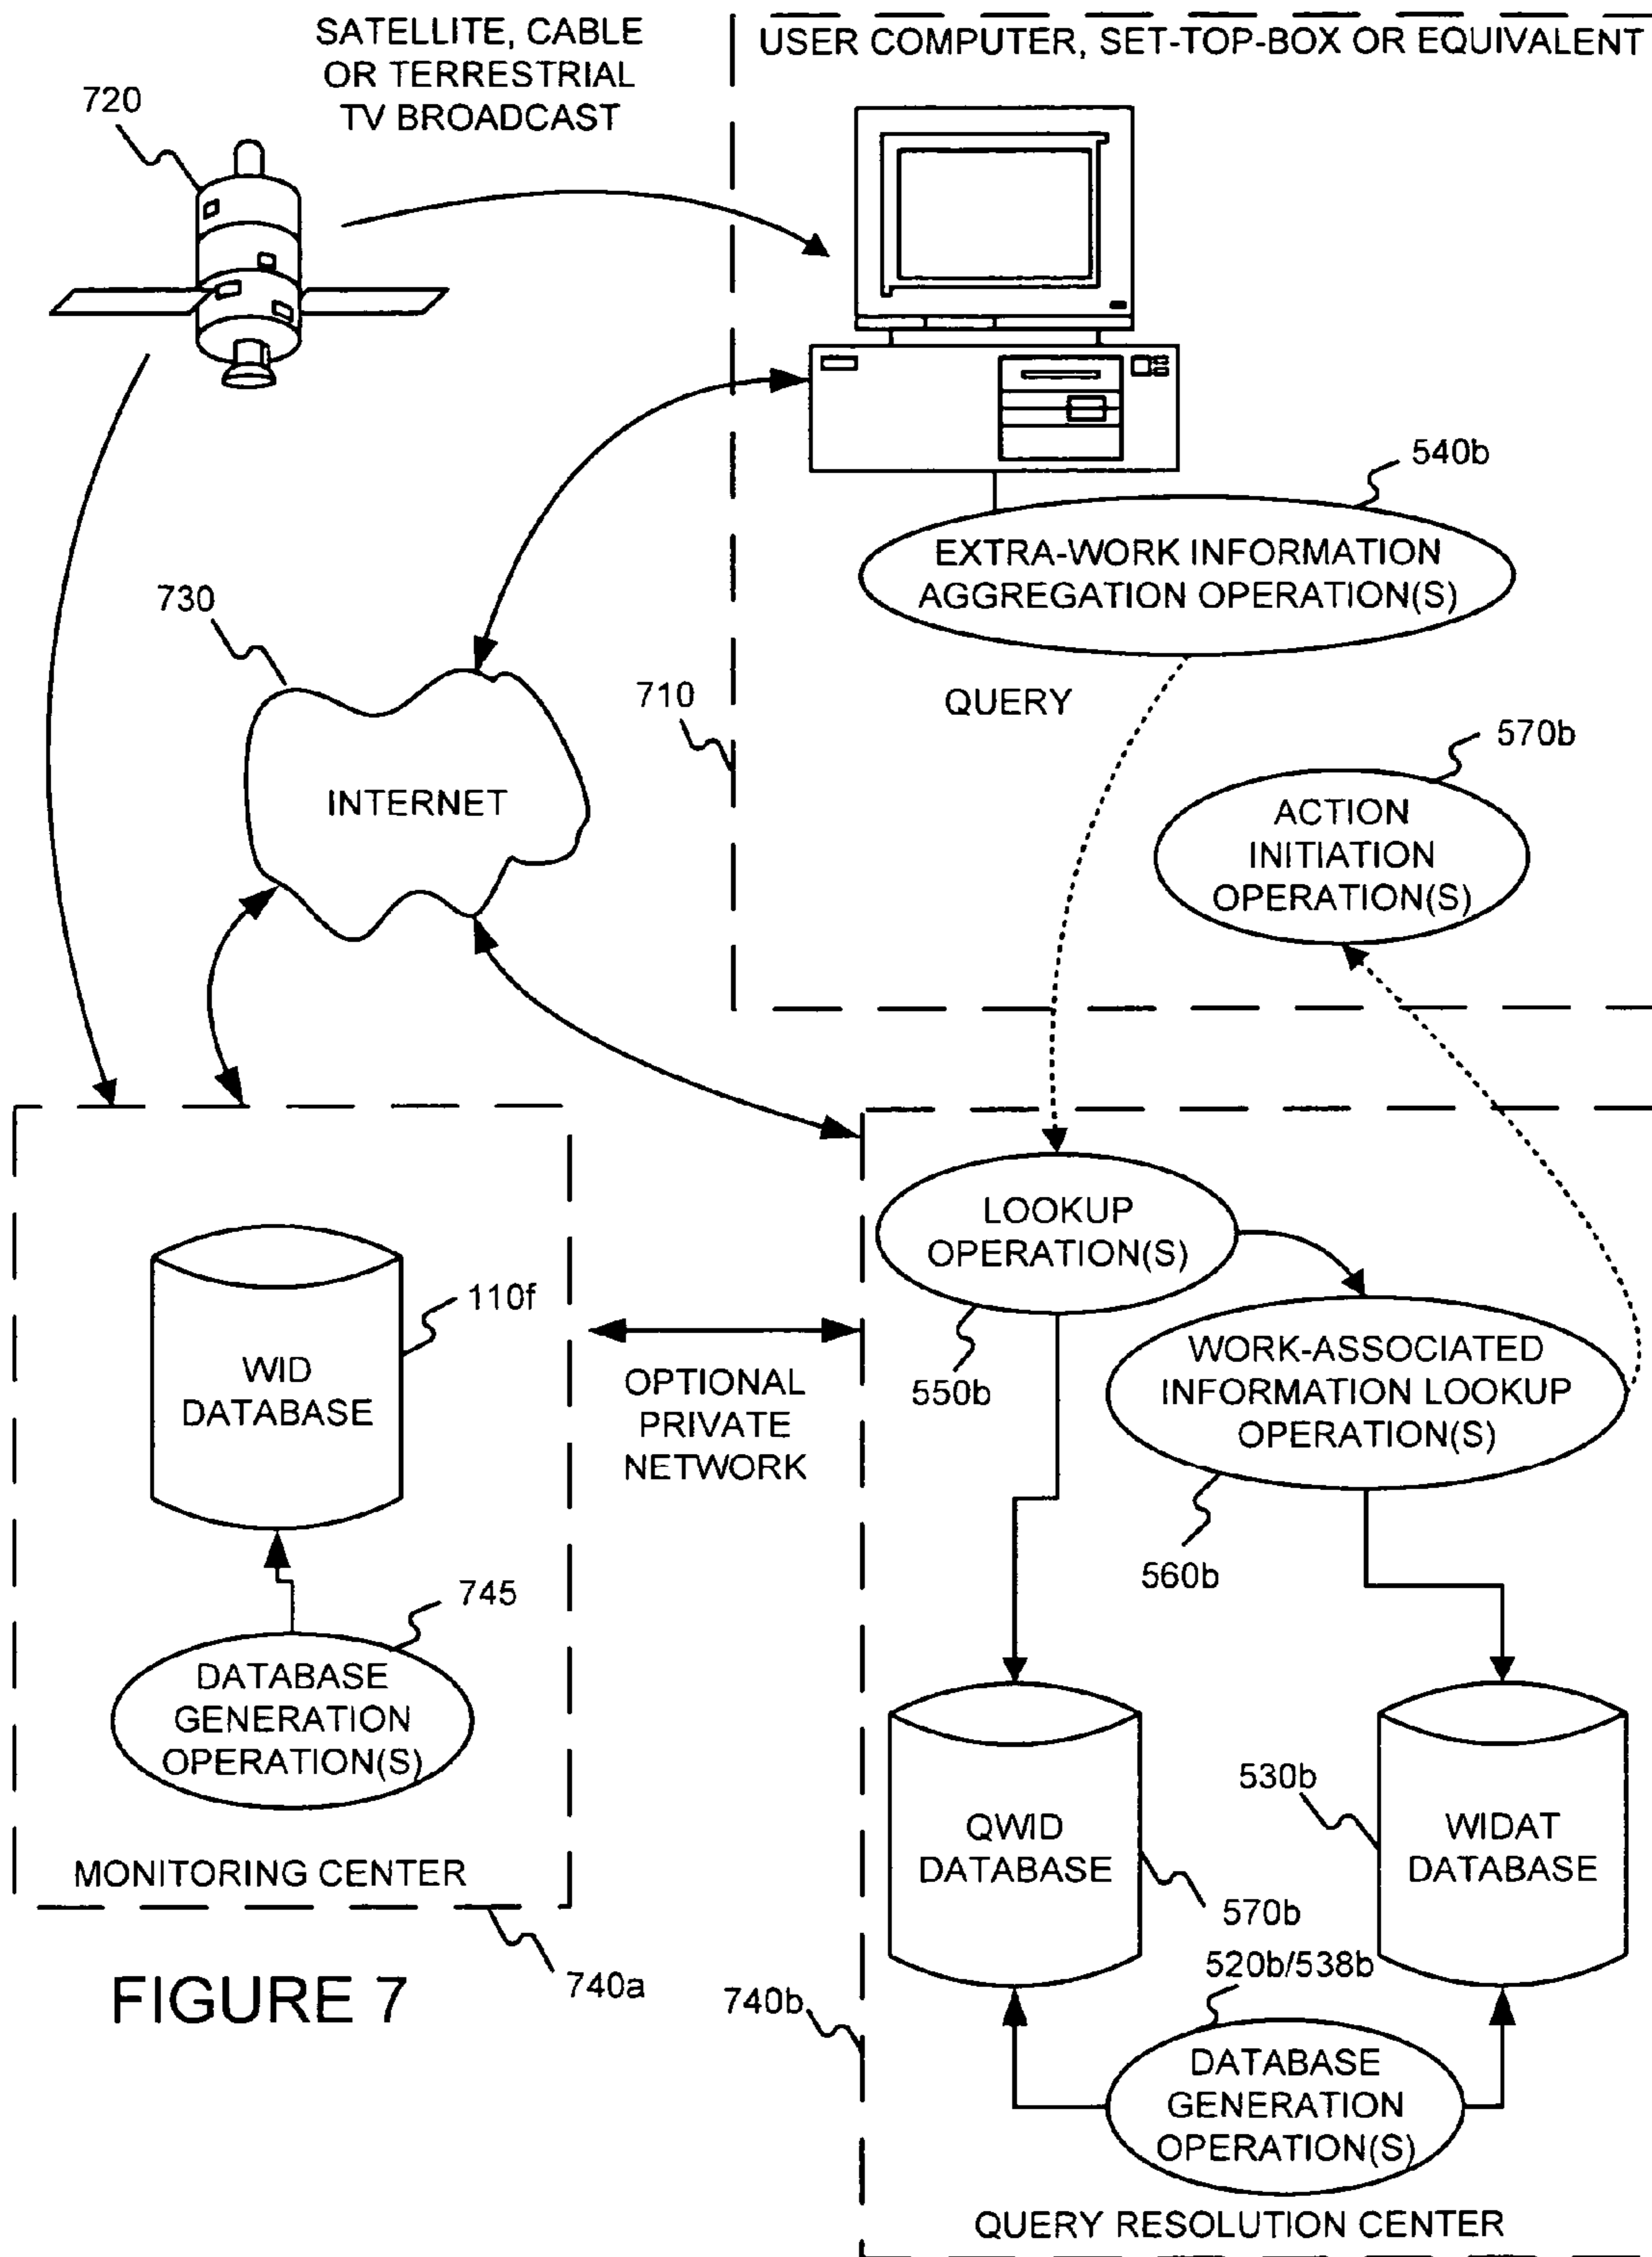 SATELLITE, CABLE
OR TERRESTRIAL
TV BROADCAST
USER COMPUTER, SET-TOP-BOX OR EQUIVALENT
720
540b
EXTRA-WORK INFORMATION
AGGREGATION OPERATION(S)
730
710
QUERY
570b
INTERNET
ACTION
INITIATION
OPERATION(S)
LOOKUP
OPERATION(S)
110f
WID
DATABASE
OPTIONAL
PRIVATE
NETWORK
550b
WORK-ASSOCIATED
INFORMATION LOOKUP
OPERATION(S)
560b
745
DATABASE
GENERATION
OPERATION(S)
MONITORING CENTER
740a
530b
QWID
DATABASE
WIDAT
DATABASE
570b
520b/538b
740b
DATABASE
GENERATION
OPERATION(S)
QUERY RESOLUTION CENTER
FIGURE 7